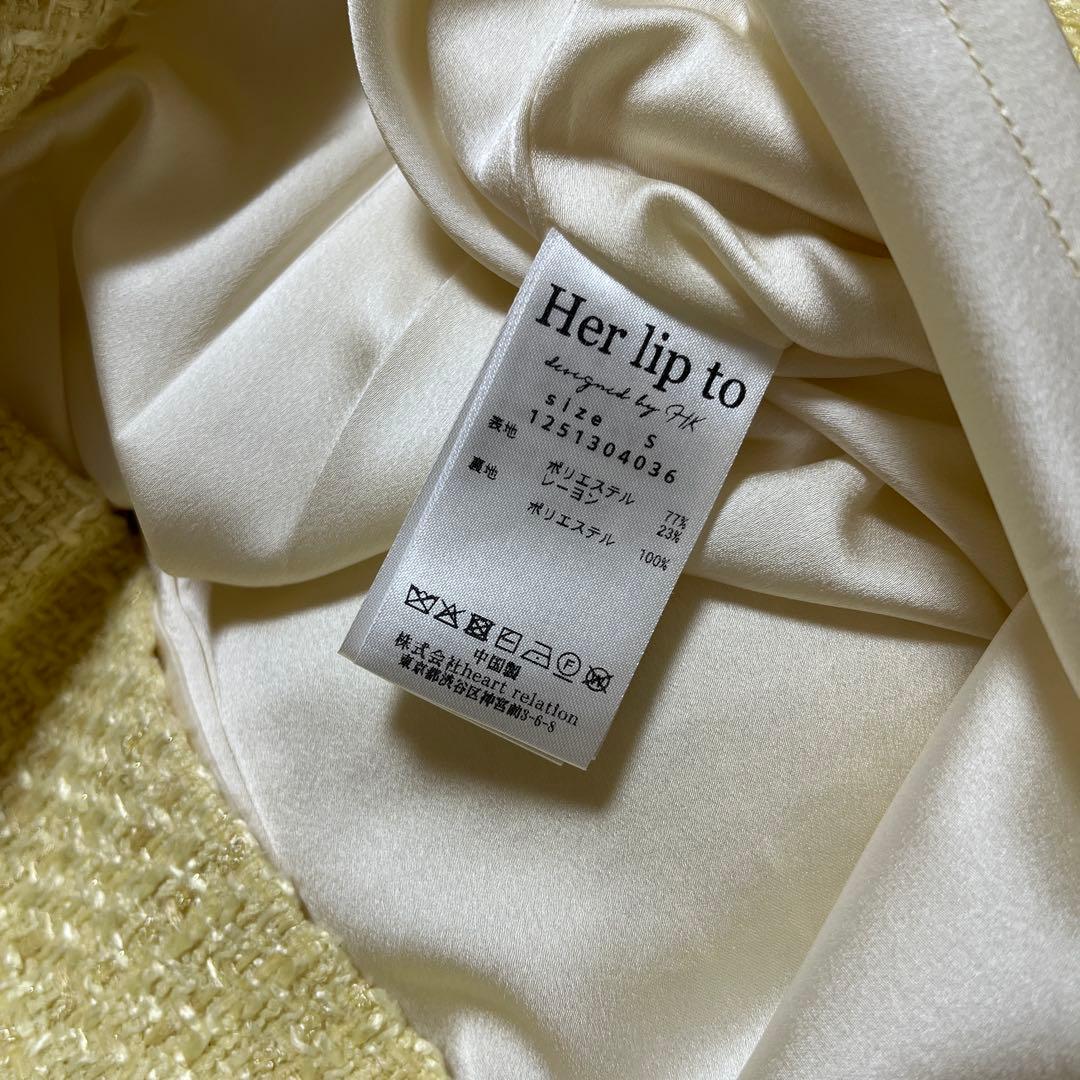 Her lip to
designed by HK
size S
1251304036
表地 ポリエステル 77%
レーヨン 23%
裏地 ポリエステル 100%
中国製
株式会社heart relation
東京都渋谷区神宮前3-6-8